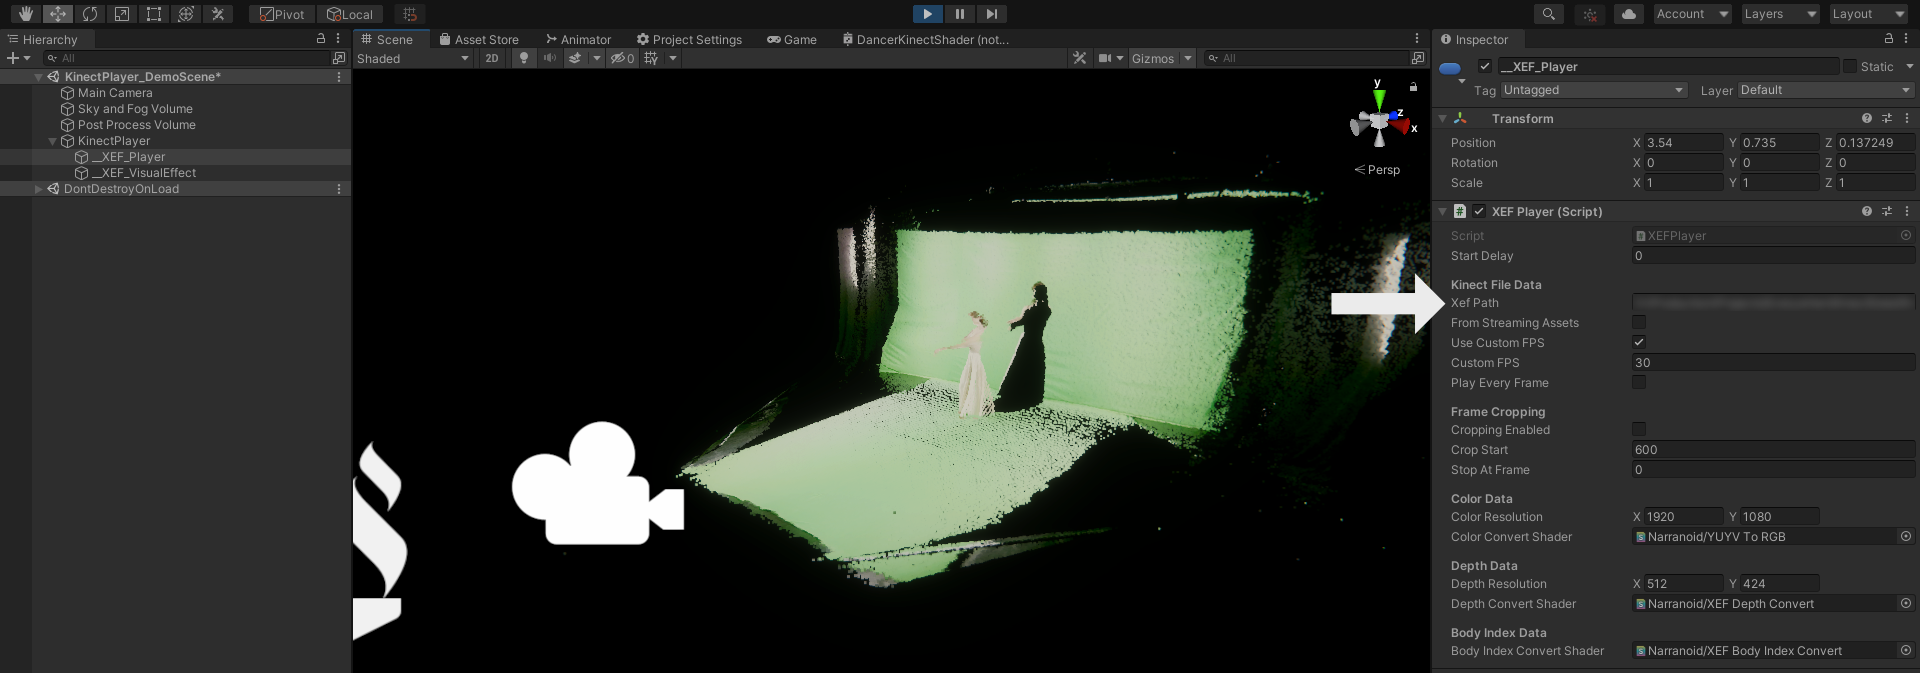 Pivot Local Account Layers Layout
Hierarchy Scene Asset Store Animator Project Settings Game DancerKinectShader (not... Inspector
All Shaded 2D 0 Gizmos All
__XEF_Player Static
Tag Untagged Layer Default
KinectPlayer_DemoScene*
Main Camera
Sky and Fog Volume
Post Process Volume
KinectPlayer
__XEF_Player
__XEF_VisualEffect
DontDestroyOnLoad
y
z
x
Persp
Transform
Position X 3.54 Y 0.735 Z 0.137249
Rotation X 0 Y 0 Z 0
Scale X 1 Y 1 Z 1
XEF Player (Script)
Script XEFPlayer
Start Delay 0
Kinect File Data
Xef Path
From Streaming Assets
Use Custom FPS
Custom FPS 30
Play Every Frame
Frame Cropping
Cropping Enabled
Crop Start 600
Stop At Frame 0
Color Data
Color Resolution X 1920 Y 1080
Color Convert Shader Narranoid/YUYV To RGB
Depth Data
Depth Resolution X 512 Y 424
Depth Convert Shader Narranoid/XEF Depth Convert
Body Index Data
Body Index Convert Shader Narranoid/XEF Body Index Convert